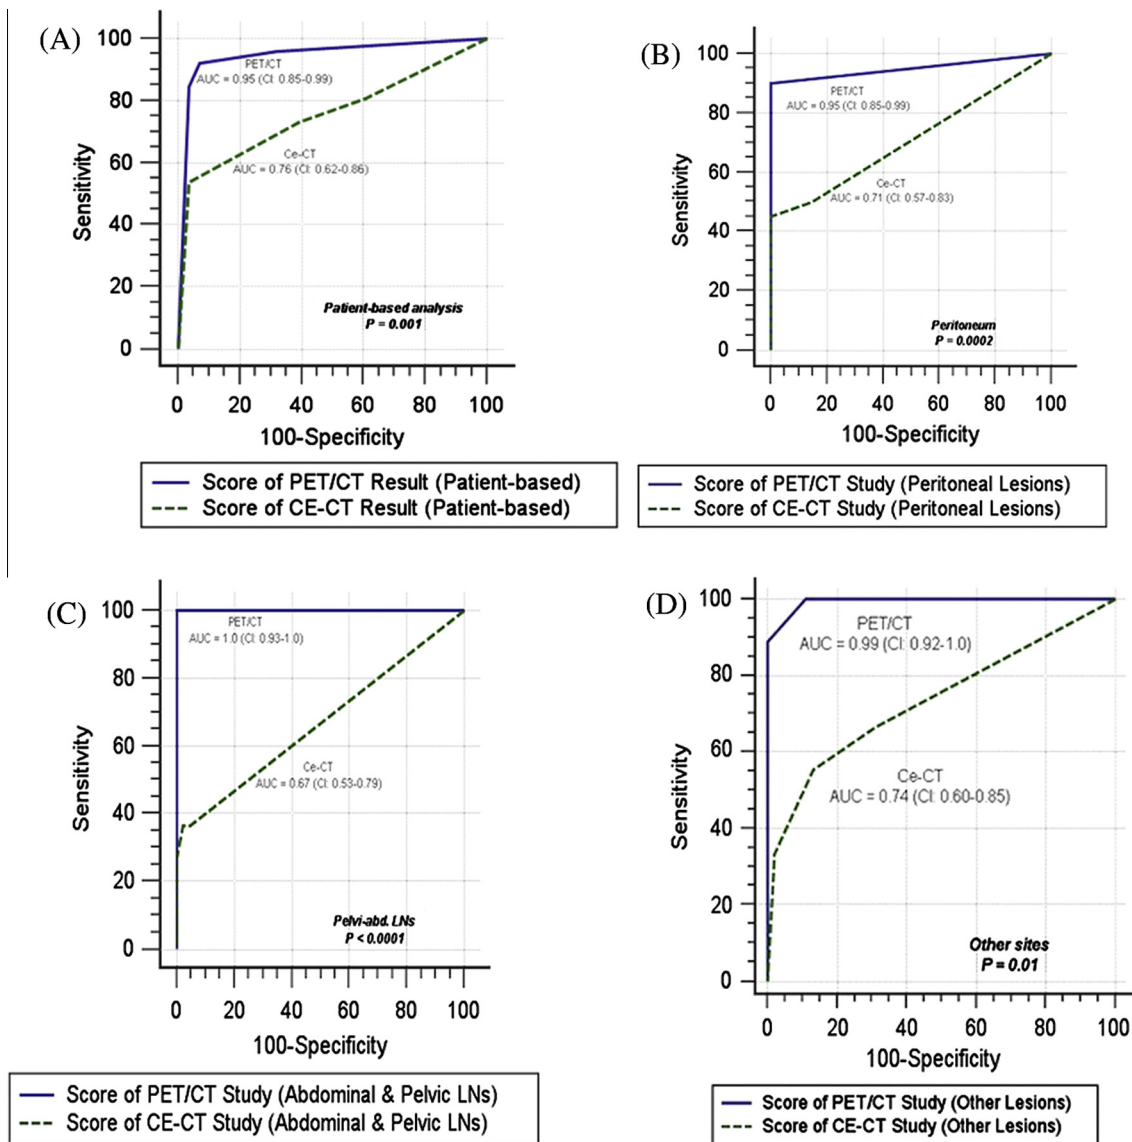 (A)
100
80
60
40
20
0
Sensitivity
PET/CT
AUC = 0.95 (CI: 0.85-0.99)
Ce-CT
AUC = 0.76 (CI: 0.62-0.86)
Patient-based analysis
P = 0.001
0 20 40 60 80 100
100-Specificity
Score of PET/CT Result (Patient-based)
Score of CE-CT Result (Patient-based)
(B)
100
80
60
40
20
0
Sensitivity
PET/CT
AUC = 0.95 (CI: 0.85-0.99)
Ce-CT
AUC = 0.71 (CI: 0.57-0.83)
Peritoneum
P = 0.0002
0 20 40 60 80 100
100-Specificity
Score of PET/CT Study (Peritoneal Lesions)
Score of CE-CT Study (Peritoneal Lesions)
(C)
100
80
60
40
20
0
Sensitivity
PET/CT
AUC = 1.0 (CI: 0.93-1.0)
Ce-CT
AUC = 0.67 (CI: 0.53-0.79)
Pelvi-abd. LNs
P < 0.0001
0 20 40 60 80 100
100-Specificity
Score of PET/CT Study (Abdominal & Pelvic LNs)
Score of CE-CT Study (Abdominal & Pelvic LNs)
(D)
100
80
60
40
20
0
Sensitivity
PET/CT
AUC = 0.99 (CI: 0.92-1.0)
Ce-CT
AUC = 0.74 (CI: 0.60-0.85)
Other sites
P = 0.01
0 20 40 60 80 100
100-Specificity
Score of PET/CT Study (Other Lesions)
Score of CE-CT Study (Other Lesions)